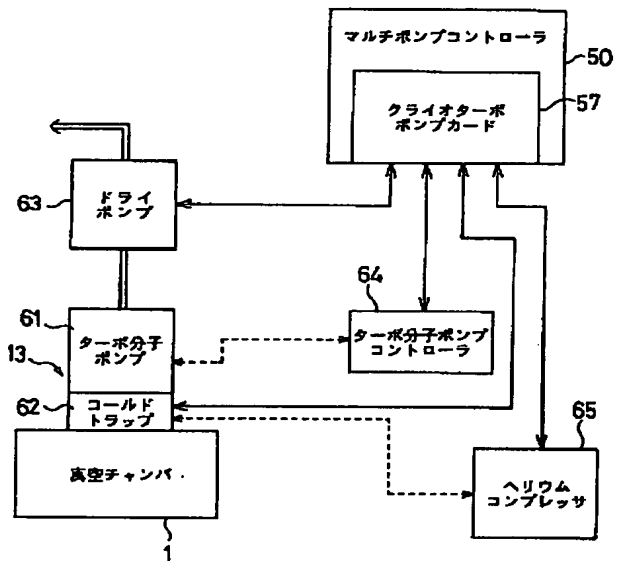 マルチポンプコントローラ
50
クライオターボ
ポンプカード
57
ドライ
ポンプ
63
64
ターボ分子ポンプ
コントローラ
61
ターボ分子
ポンプ
13
62
コールド
トラップ
65
ヘリウム
コンプレッサ
真空チャンバ
1